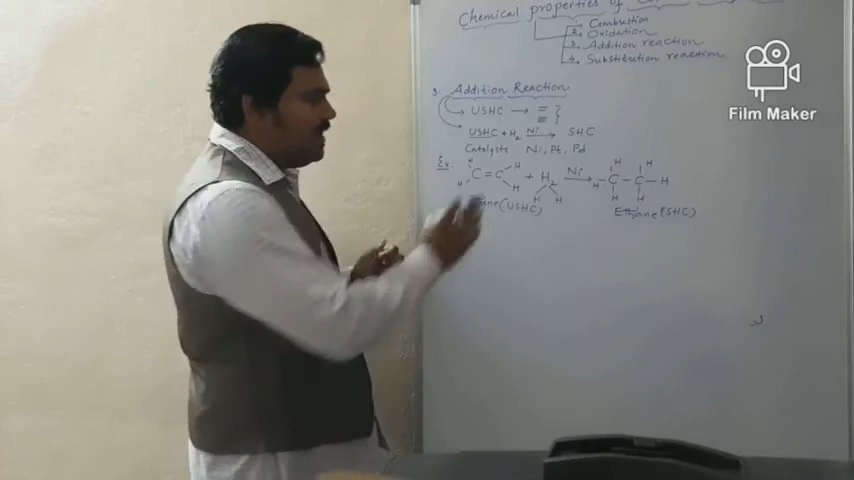 Chemical properties of
1. Combustion
2. Oxidation
3. Addition reaction
4. Substitution reaction
Film Maker
3. Addition Reaction
USHC → = }
≡ }
USHC + H2 Ni → SHC
Catalysts Ni, Pt, Pd
Ex:
H H H H
C = C + H2 Ni → H - C - C - H
H H H H H H
(USHC) Ethane (SHC)